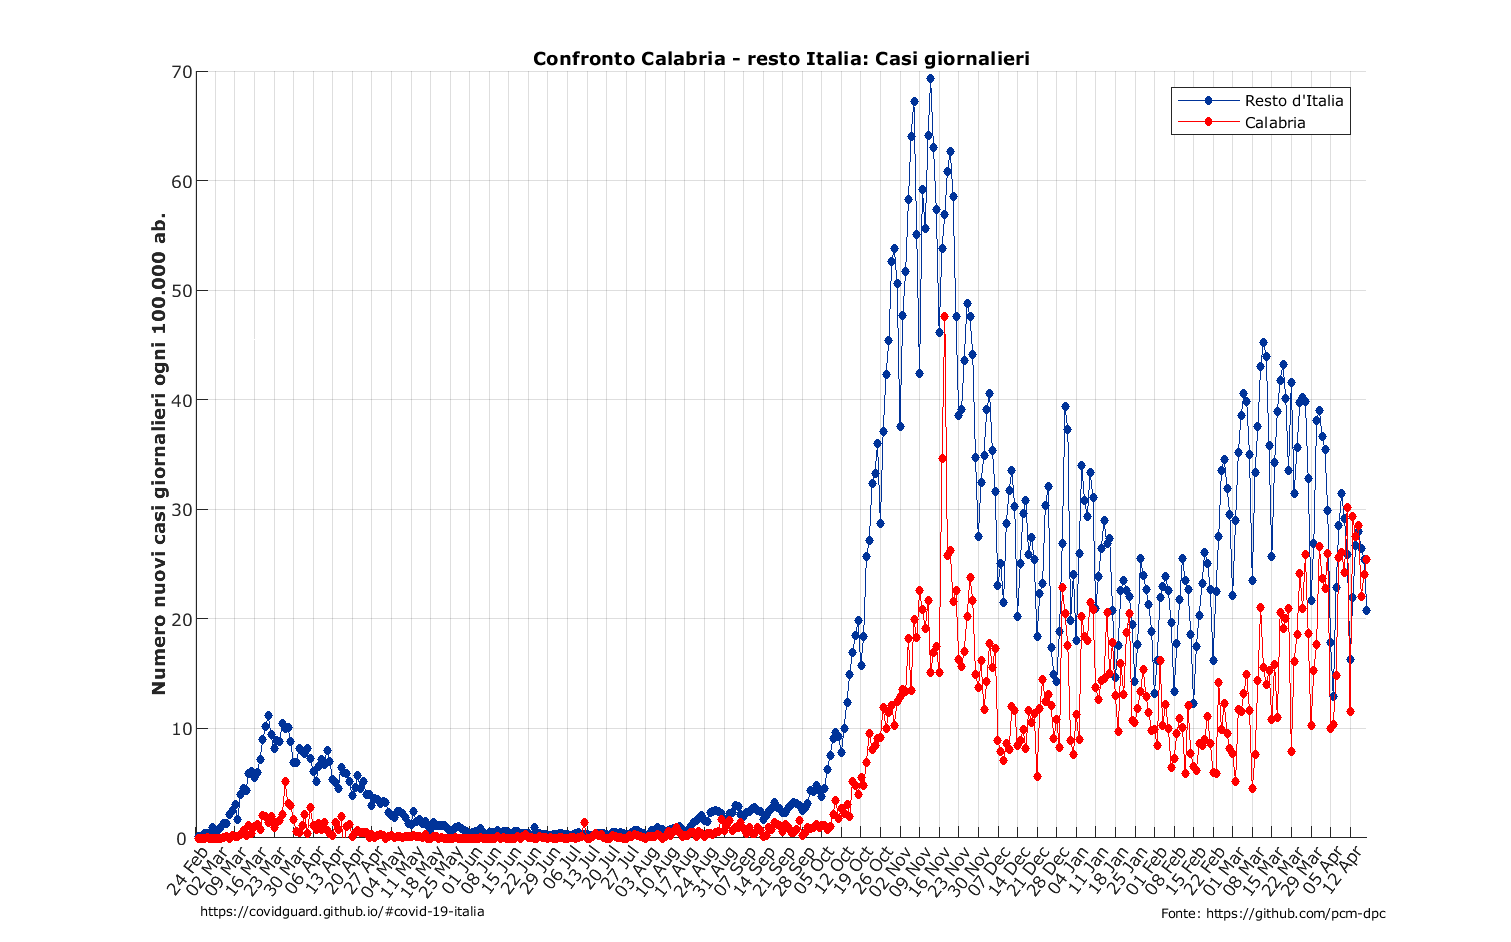 Confronto Calabria - resto Italia: Casi giornalieri
Resto d'Italia
Calabria
Numero nuovi casi giornalieri ogni 100.000 ab.
70
60
50
40
30
20
10
0
24 Feb
02 Mar
09 Mar
16 Mar
23 Mar
30 Mar
06 Apr
13 Apr
20 Apr
27 Apr
04 May
11 May
18 May
25 May
01 Jun
08 Jun
15 Jun
22 Jun
29 Jun
06 Jul
13 Jul
20 Jul
27 Jul
03 Aug
10 Aug
17 Aug
24 Aug
31 Aug
07 Sep
14 Sep
21 Sep
28 Sep
05 Oct
12 Oct
19 Oct
26 Oct
02 Nov
09 Nov
16 Nov
23 Nov
30 Nov
07 Dec
14 Dec
21 Dec
28 Dec
04 Jan
11 Jan
18 Jan
25 Jan
01 Feb
08 Feb
15 Feb
22 Feb
01 Mar
08 Mar
15 Mar
22 Mar
29 Mar
05 Apr
12 Apr
https://covidguard.github.io/#covid-19-italia
Fonte: https://github.com/pcm-dpc